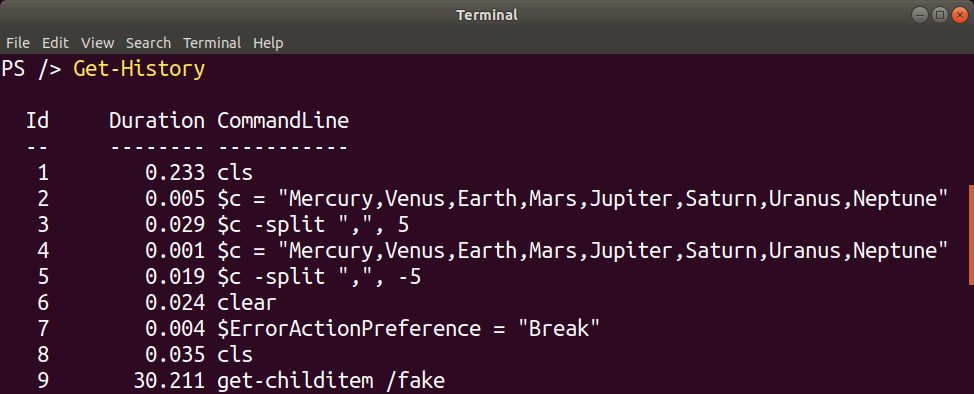 Terminal
File Edit View Search Terminal Help
PS /> Get-History
Id Duration CommandLine
-- -------- -----------
1 0.233 cls
2 0.005 $c = "Mercury,Venus,Earth,Mars,Jupiter,Saturn,Uranus,Neptune"
3 0.029 $c -split ",", 5
4 0.001 $c = "Mercury,Venus,Earth,Mars,Jupiter,Saturn,Uranus,Neptune"
5 0.019 $c -split ",", -5
6 0.024 clear
7 0.004 $ErrorActionPreference = "Break"
8 0.035 cls
9 30.211 get-childitem /fake